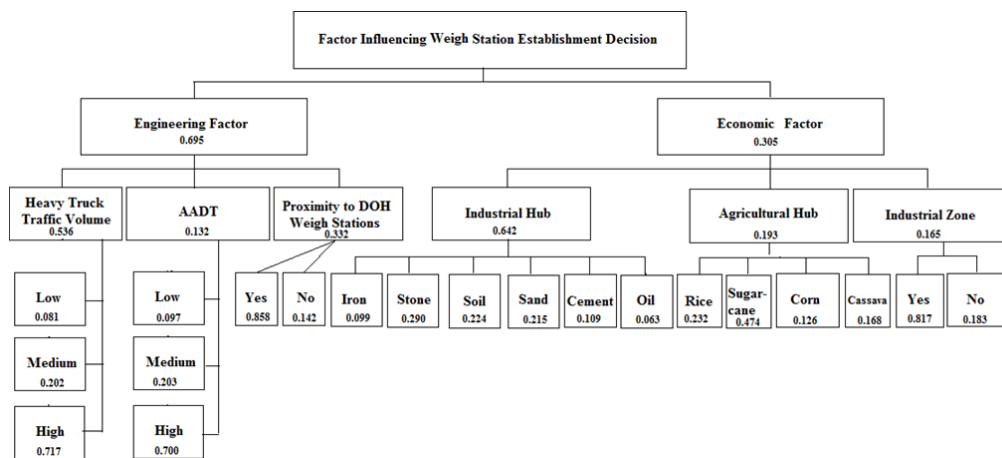 Factor Influencing Weigh Station Establishment Decision
Engineering Factor
0.695
Economic Factor
0.305
Heavy Truck
Traffic Volume
0.536
AADT
0.132
Proximity to DOH
Weigh Stations
0.332
Industrial Hub
0.642
Agricultural Hub
0.193
Industrial Zone
0.165
Low
0.081
Medium
0.202
High
0.717
Low
0.097
Medium
0.203
High
0.700
Yes
0.858
No
0.142
Iron
0.099
Stone
0.290
Soil
0.224
Sand
0.215
Cement
0.109
Oil
0.063
Rice
0.232
Sugar-
cane
0.474
Corn
0.126
Cassava
0.168
Yes
0.817
No
0.183